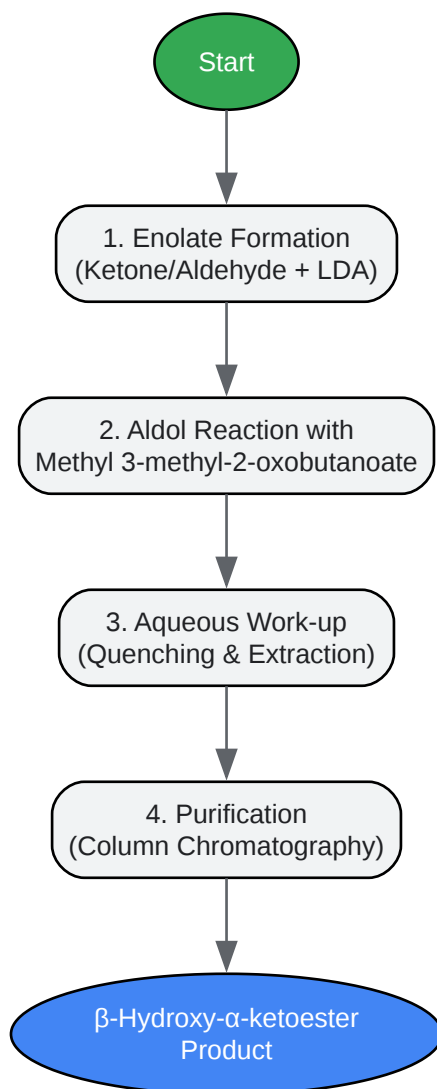 Start
1. Enolate Formation
(Ketone/Aldehyde + LDA)
2. Aldol Reaction with
Methyl 3-methyl-2-oxobutanoate
3. Aqueous Work-up
(Quenching & Extraction)
4. Purification
(Column Chromatography)
β-Hydroxy-α-ketoester
Product